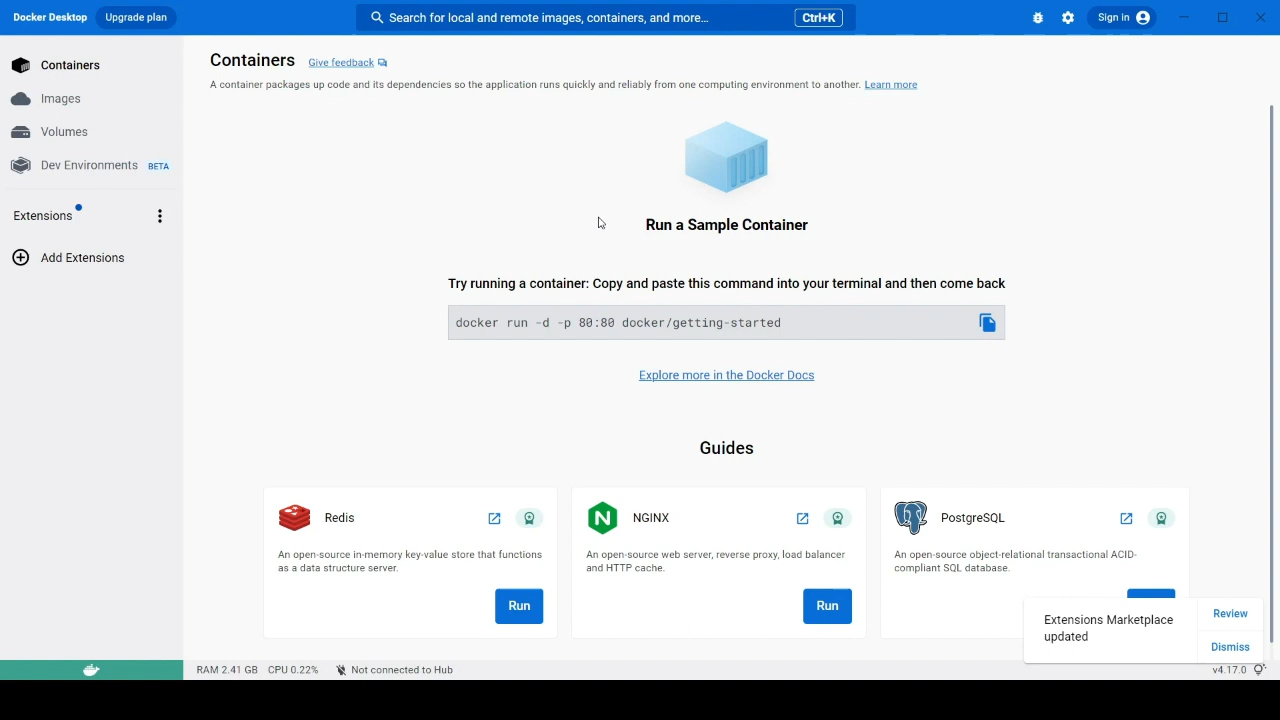 Docker Desktop Upgrade plan Search for local and remote images, containers, and more... Ctrl+K Sign in
Containers
Images
Volumes
Dev Environments BETA
Extensions
Add Extensions
Containers Give feedback
A container packages up code and its dependencies so the application runs quickly and reliably from one computing environment to another. Learn more
Run a Sample Container
Try running a container: Copy and paste this command into your terminal and then come back
docker run -d -p 80:80 docker/getting-started
Explore more in the Docker Docs
Guides
Redis
An open-source in-memory key-value store that functions
as a data structure server.
Run
NGINX
An open-source web server, reverse proxy, load balancer
and HTTP cache.
Run
PostgreSQL
An open-source object-relational transactional ACID-
compliant SQL database.
Extensions Marketplace
updated
Review
Dismiss
RAM 2.41 GB CPU 0.22% Not connected to Hub v4.17.0